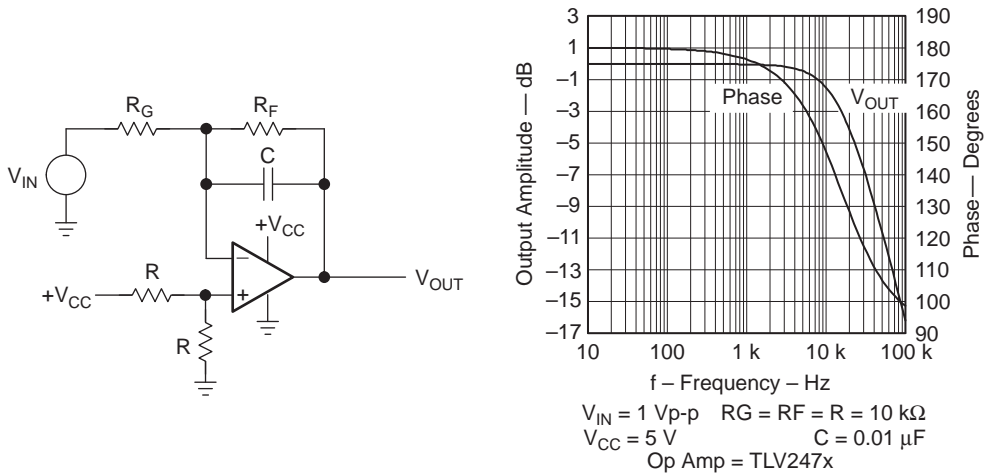 R_G
R_F
V_IN
C
+V_CC
–
+
V_OUT
+V_CC
R
R
Output Amplitude — dB
3
1
–1
–3
–5
–7
–9
–11
–13
–15
–17
Phase
V_OUT
190
180
170
160
150
140
130
120
110
100
90
Phase — Degrees
10
100
1 k
10 k
100 k
f – Frequency – Hz
V_IN = 1 Vp-p RG = RF = R = 10 kΩ
V_CC = 5 V C = 0.01 μF
Op Amp = TLV247x